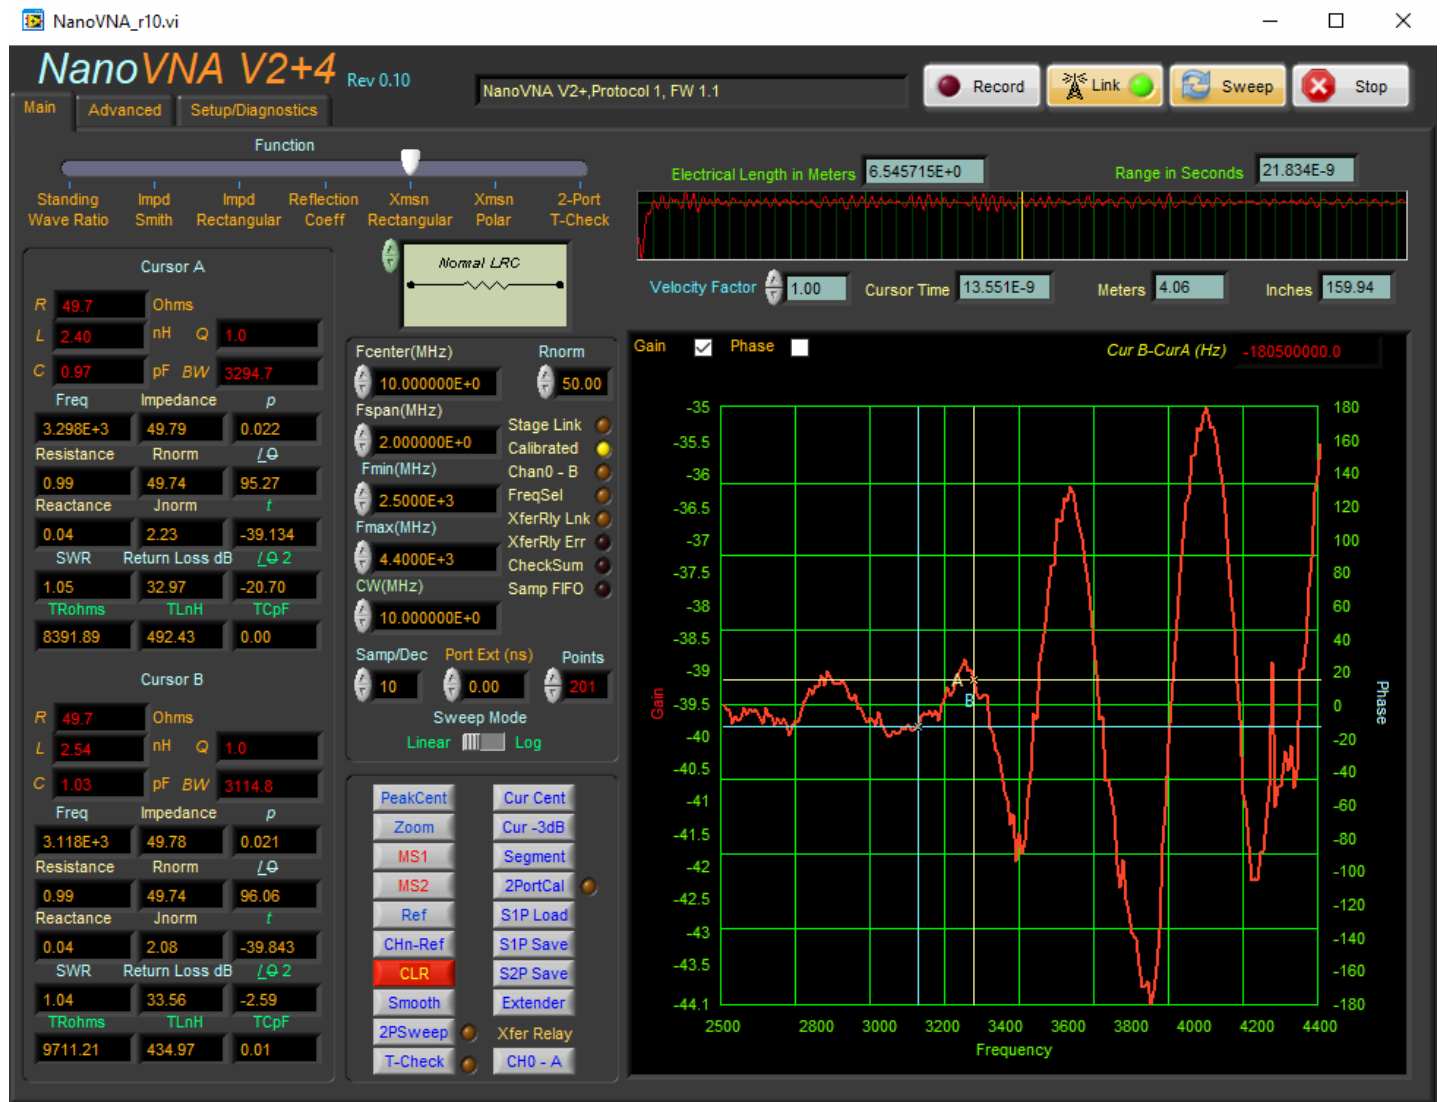 NanoVNA_r10.vi
NanoVNA V2+4 Rev 0.10
NanoVNA V2+,Protocol 1, FW 1.1
Record Link Sweep Stop
Main Advanced Setup/Diagnostics
Function
Standing Wave Ratio
Impd Smith
Impd Rectangular
Reflection Coeff
Xmsn Rectangular
Xmsn Polar
2-Port T-Check
Electrical Length in Meters 6.545715E+0 Range in Seconds 21.834E-9
Velocity Factor 1.00 Cursor Time 13.551E-9 Meters 4.06 Inches 159.94
Cursor A
R 49.7 Ohms
L 2.40 nH Q 1.0
C 0.97 pF BW 3294.7
Freq Impedance p
3.298E+3 49.79 0.022
Resistance Rnorm /Θ
0.99 49.74 95.27
Reactance Jnorm t
0.04 2.23 -39.134
SWR Return Loss dB /Θ 2
1.05 32.97 -20.70
TRohms TLnH TCpF
8391.89 492.43 0.00
Cursor B
R 49.7 Ohms
L 2.54 nH Q 1.0
C 1.03 pF BW 3114.8
Freq Impedance p
3.118E+3 49.78 0.021
Resistance Rnorm /Θ
0.99 49.74 96.06
Reactance Jnorm t
0.04 2.08 -39.843
SWR Return Loss dB /Θ 2
1.04 33.56 -2.59
TRohms TLnH TCpF
9711.21 434.97 0.01
Normal LRC
Fcenter(MHz) Rnorm
10.000000E+0 50.00
Fspan(MHz)
2.000000E+0
Fmin(MHz)
2.5000E+3
Fmax(MHz)
4.4000E+3
CW(MHz)
10.000000E+0
Stage Link
Calibrated
Chan0 - B
FreqSel
XferRly Lnk
XferRly Err
CheckSum
Samp FIFO
Samp/Dec Port Ext (ns) Points
10 0.00 201
Sweep Mode
Linear Log
PeakCent Cur Cent
Zoom Cur -3dB
MS1 Segment
MS2 2PortCal
Ref S1P Load
CHn-Ref S1P Save
CLR S2P Save
Smooth Extender
2PSweep Xfer Relay
T-Check CH0 - A
Gain Phase Cur B-CurA (Hz) -180500000.0
-35
-35.5
-36
-36.5
-37
-37.5
-38
-38.5
-39
-39.5
-40
-40.5
-41
-41.5
-42
-42.5
-43
-43.5
-44.1
Gain
A
B
180
160
140
120
100
80
60
40
20
0
-20
-40
-60
-80
-100
-120
-140
-160
-180
Phase
2500 2800 3000 3200 3400 3600 3800 4000 4200 4400
Frequency